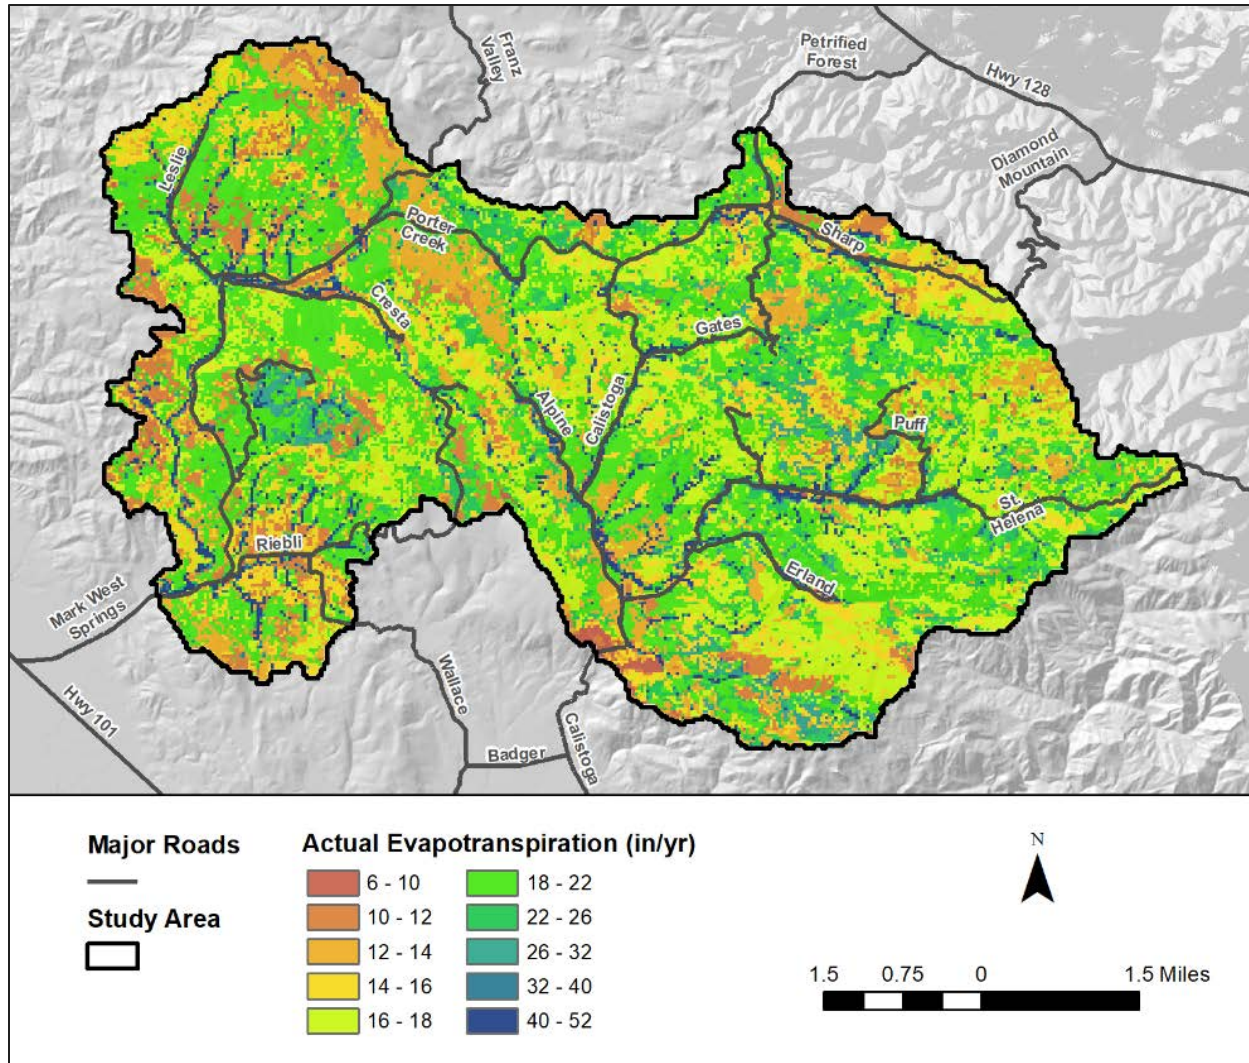 Franz
Valley
Petrified
Forest
Hwy 128
Diamond
Mountain
Leslie
Porter
Creek
Sharp
Cresta
Gates
Alpine
Calistoga
Puff
St.
Helena
Riebli
Erland
Mark West
Springs
Hwy 101
Wallace
Badger
Calistoga
Major Roads
Study Area
Actual Evapotranspiration (in/yr)
6 - 10
10 - 12
12 - 14
14 - 16
16 - 18
18 - 22
22 - 26
26 - 32
32 - 40
40 - 52
N
1.5 0.75 0 1.5 Miles